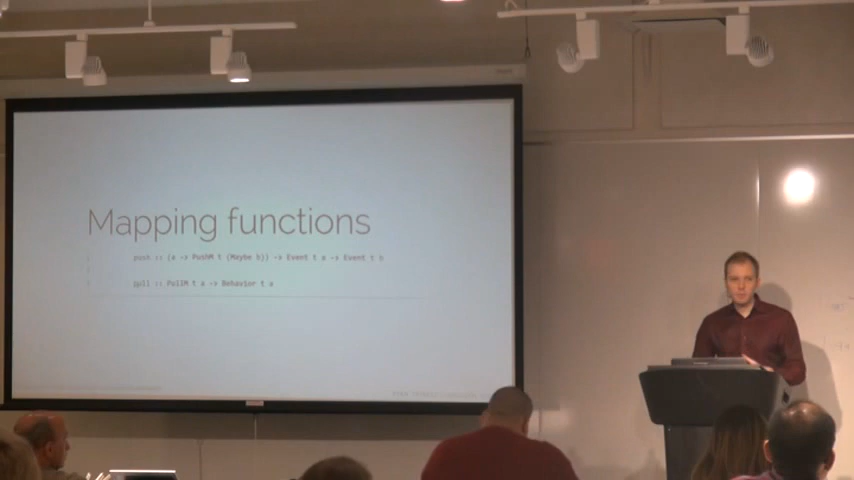 Mapping functions
push :: (a -> PushM t (Maybe b)) -> Event t a -> Event t b
pull :: PullM t a -> Behavior t a